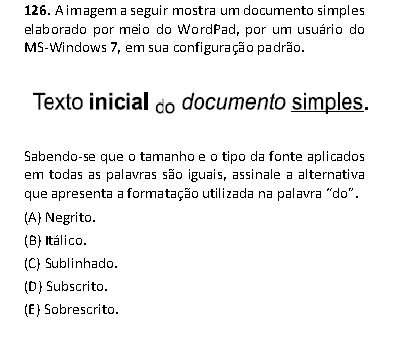 126. A imagem a seguir mostra um documento simples
elaborado por meio do WordPad, por um usuário do
MS-Windows 7, em sua configuração padrão.
Texto inicial do documento simples.
Sabendo-se que o tamanho e o tipo da fonte aplicados
em todas as palavras são iguais, assinale a alternativa
que apresenta a formatação utilizada na palavra “do”.
(A) Negrito.
(B) Itálico.
(C) Sublinhado.
(D) Subscrito.
(E) Sobrescrito.